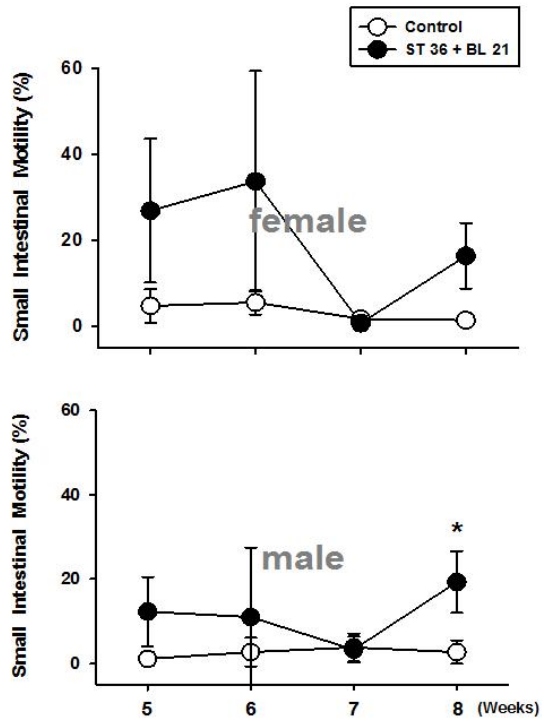 Control
ST 36 + BL 21
Small Intestinal Motility (%)
60
40
20
0
female
Small Intestinal Motility (%)
60
40
20
0
male
*
5 6 7 8 (Weeks)